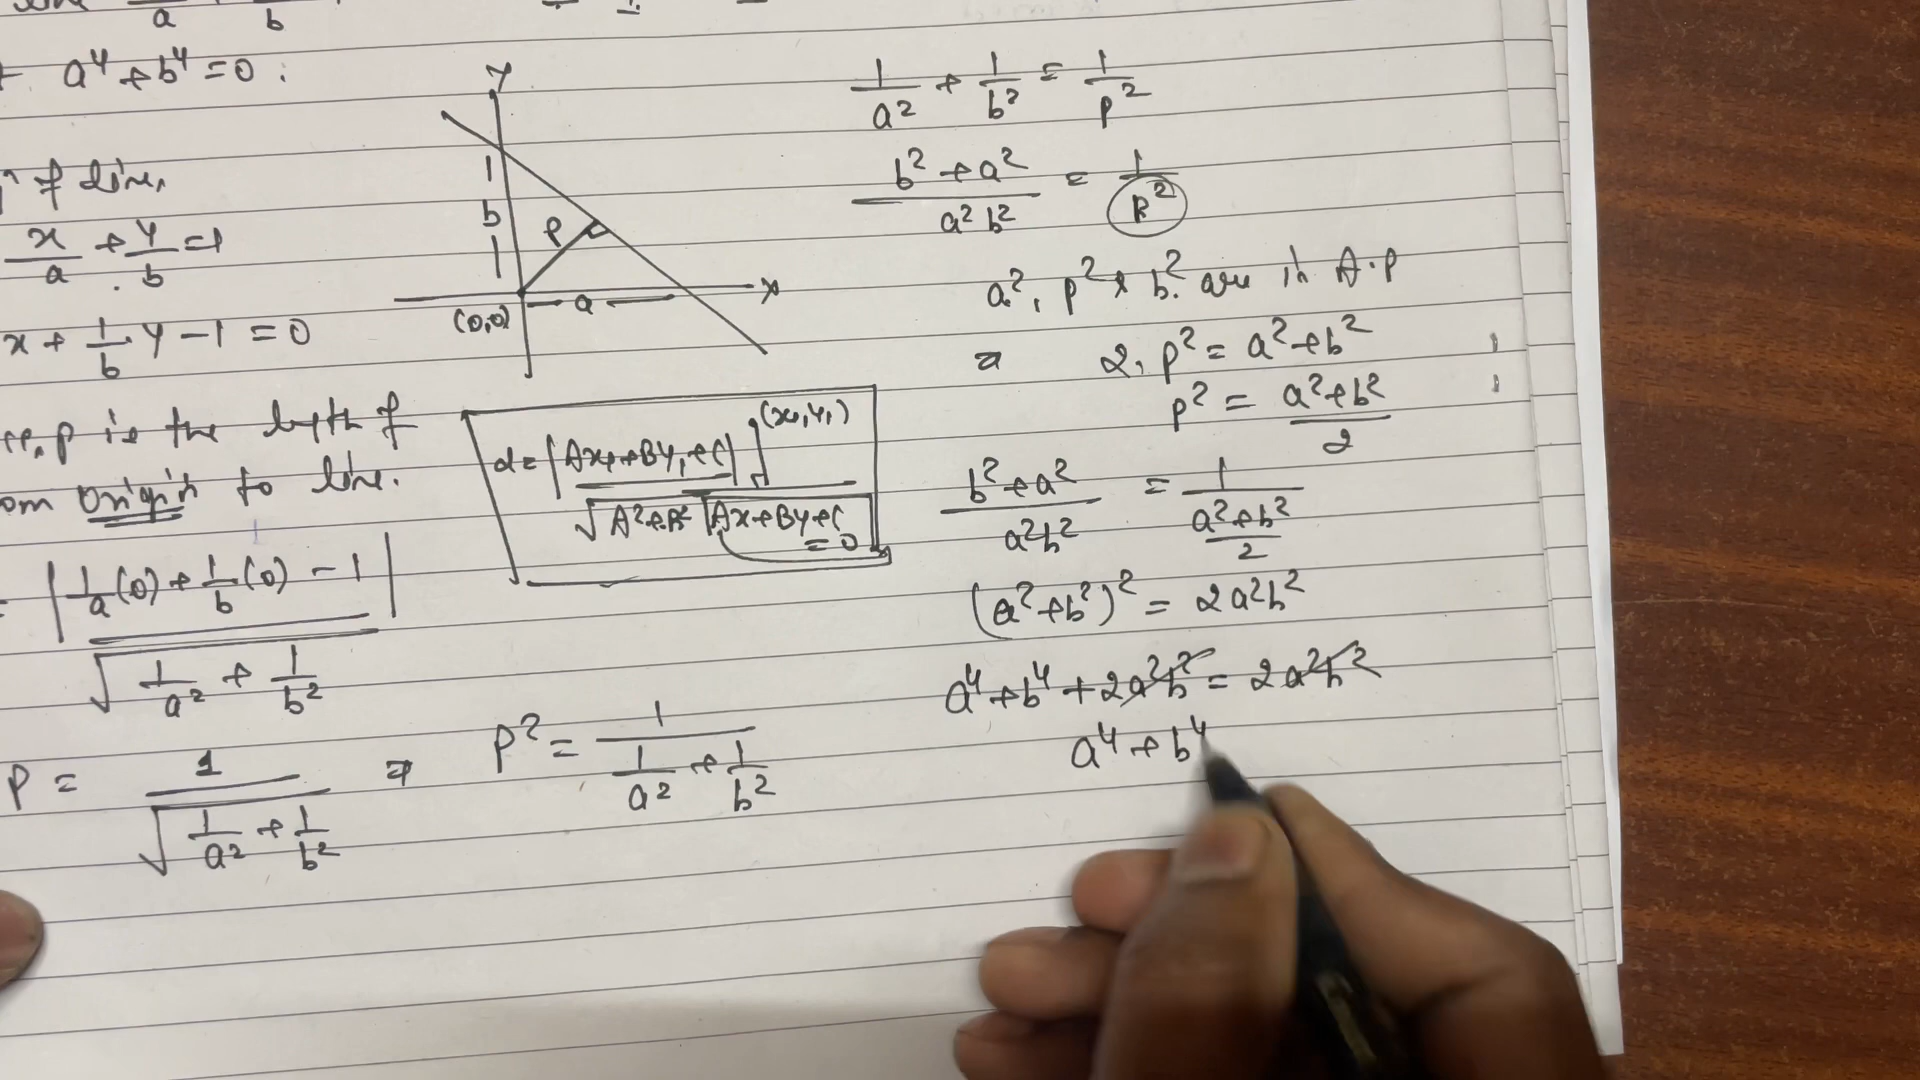 a b
a⁴+b⁴=0 :
of line,
x/a + y/b = 1
x + 1/b y − 1 = 0
p is the length of
om origin to line.
|1/a (0) + 1/b (0) − 1|
√(1/a² + 1/b²)
P = 1/√(1/a² + 1/b²) ⇒ P² = 1/(1/a² + 1/b²)
y
b
P
(0,0) a x
d = |Ax₁+By₁+C| / √(A²+B²) ] (x₁,y₁)
Ax+By+C = 0
1/a² + 1/b² = 1/p²
(b²+a²)/(a²b²) = 1/p²
a², p² & b² are in A.P
⇒ 2.p² = a²+b²
p² = (a²+b²)/2
(b²+a²)/(a²b²) = 1/((a²+b²)/2)
(a²+b²)² = 2a²b²
a⁴+b⁴+2a²b² = 2a²b²
a⁴+b⁴